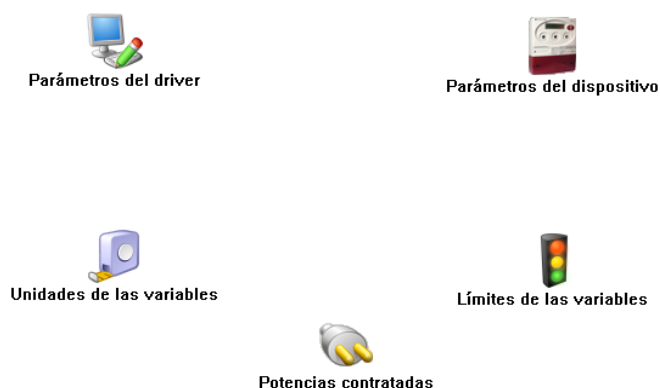 Parámetros del driver
Parámetros del dispositivo
Unidades de las variables
Límites de las variables
Potencias contratadas